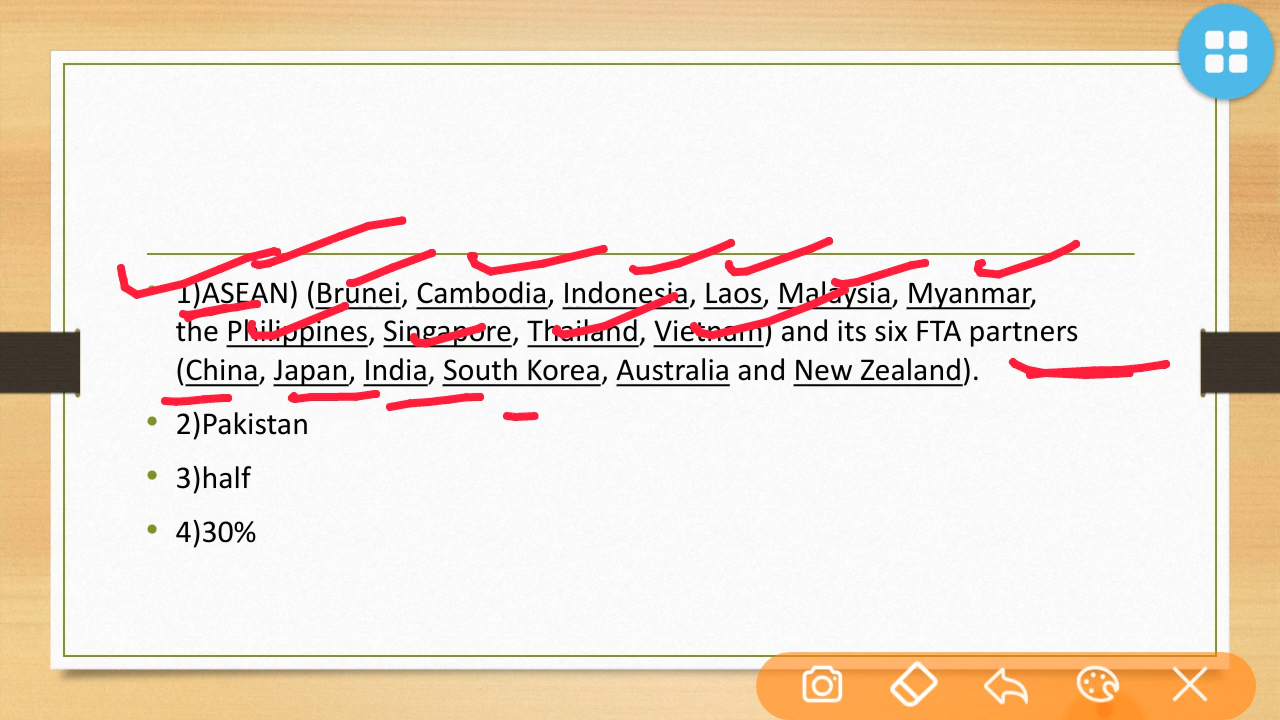 1)ASEAN) (Brunei, Cambodia, Indonesia, Laos, Malaysia, Myanmar,
the Philippines, Singapore, Thailand, Vietnam) and its six FTA partners
(China, Japan, India, South Korea, Australia and New Zealand).
2)Pakistan
3)half
4)30%